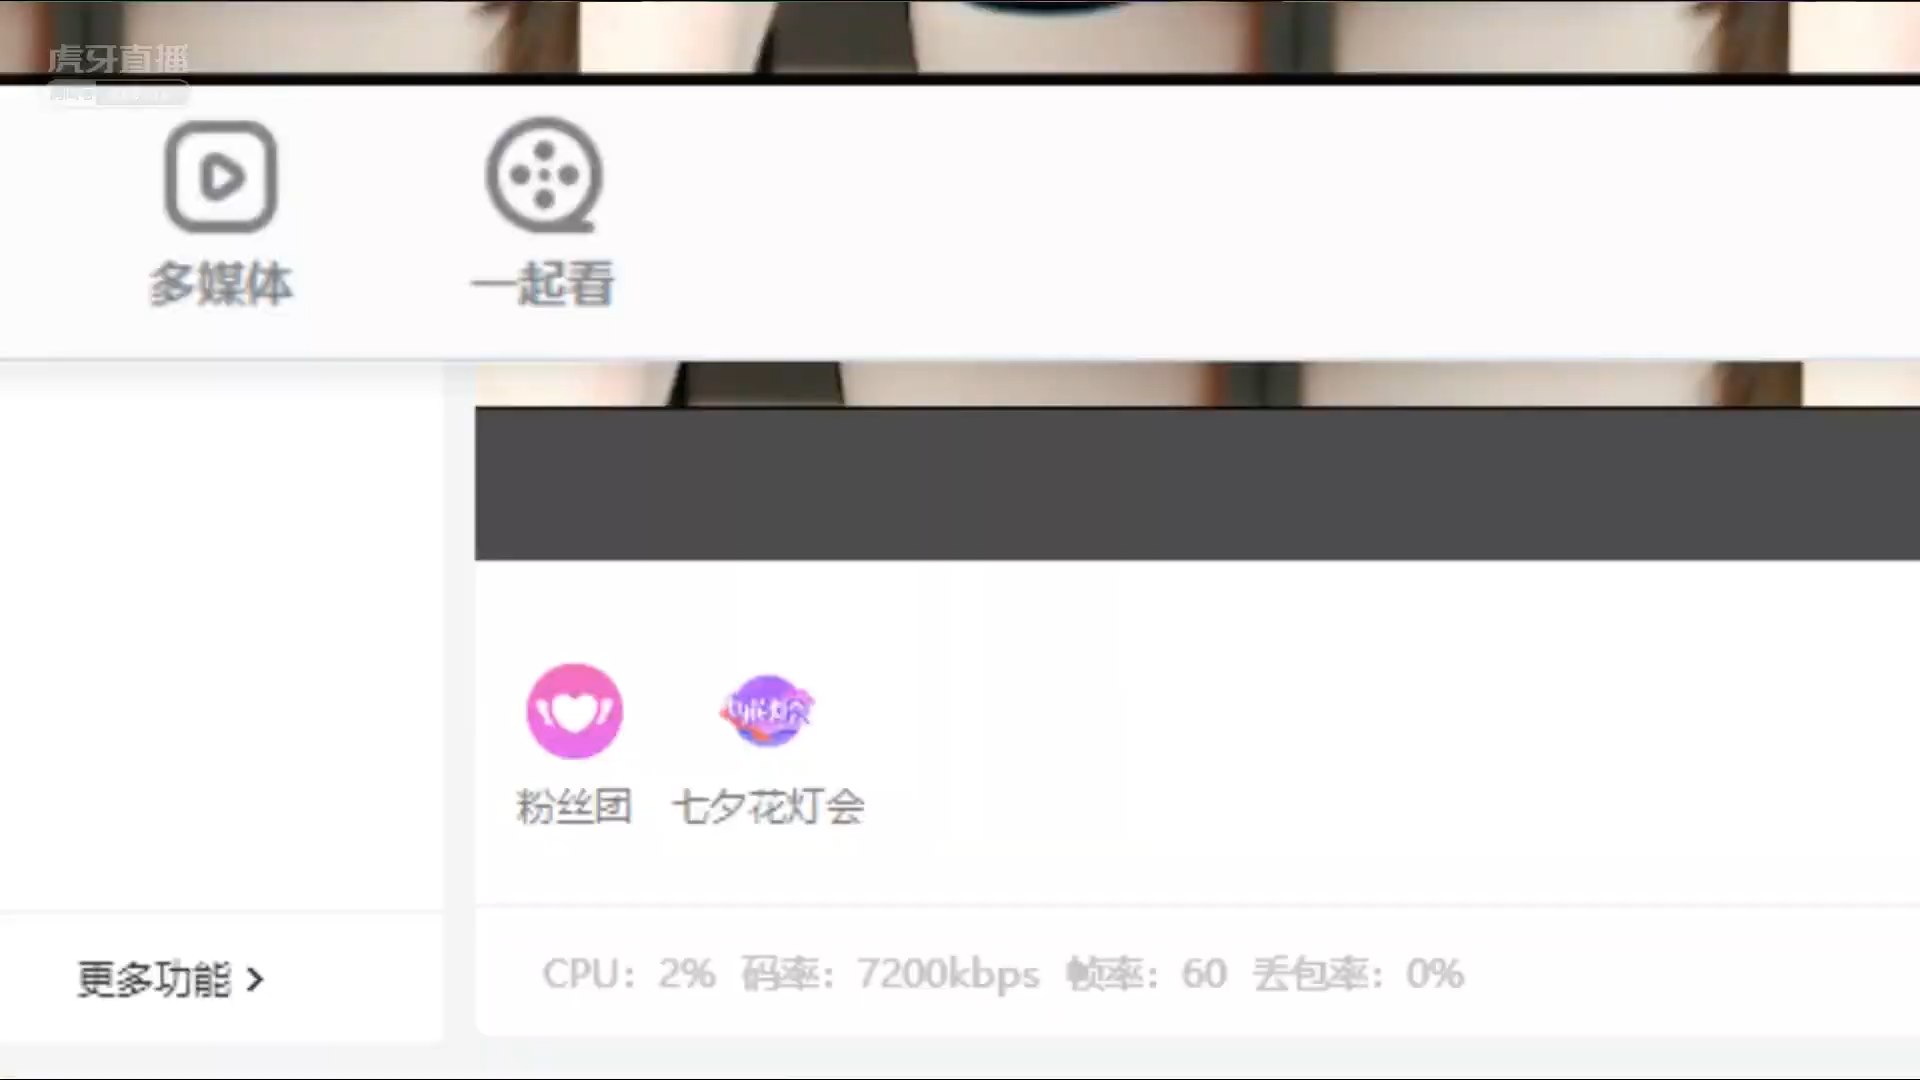 虎牙直播
多媒体
一起看
粉丝团
七夕花灯会
更多功能 >
CPU: 2% 码率: 7200kbps 帧率: 60 丢包率: 0%